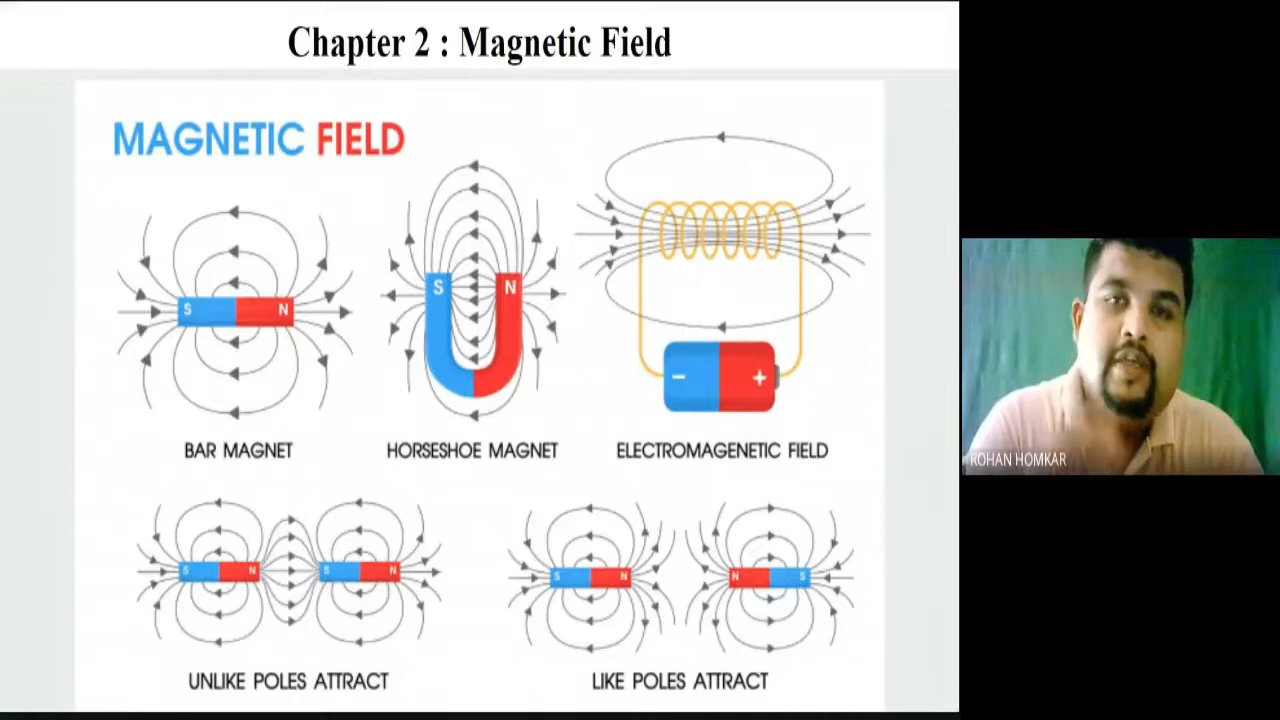 Chapter 2 : Magnetic Field
MAGNETIC FIELD
S N
S N
- +
BAR MAGNET
HORSESHOE MAGNET
ELECTROMAGENETIC FIELD
ROHAN HOMKAR
S N S N
S N N S
UNLIKE POLES ATTRACT
LIKE POLES ATTRACT